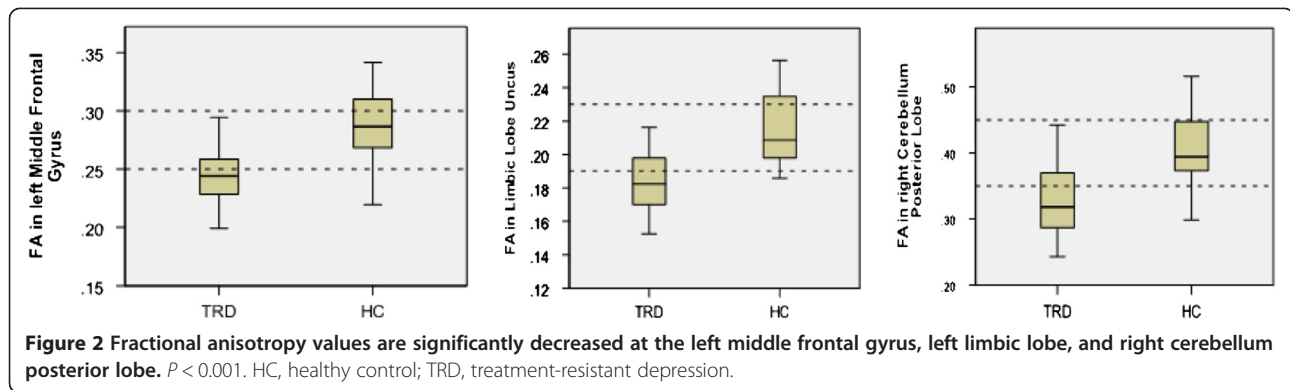 FA in left Middle Frontal
Gyrus
.35
.30
.25
.20
.15
TRD
HC
FA in Limbic Lobe Uncus
.26
.24
.22
.20
.18
.16
.14
.12
TRD
HC
FA in right Cerebellum
Posterior Lobe
.50
.40
.30
.20
TRD
HC
Figure 2 Fractional anisotropy values are significantly decreased at the left middle frontal gyrus, left limbic lobe, and right cerebellum
posterior lobe. P < 0.001. HC, healthy control; TRD, treatment-resistant depression.